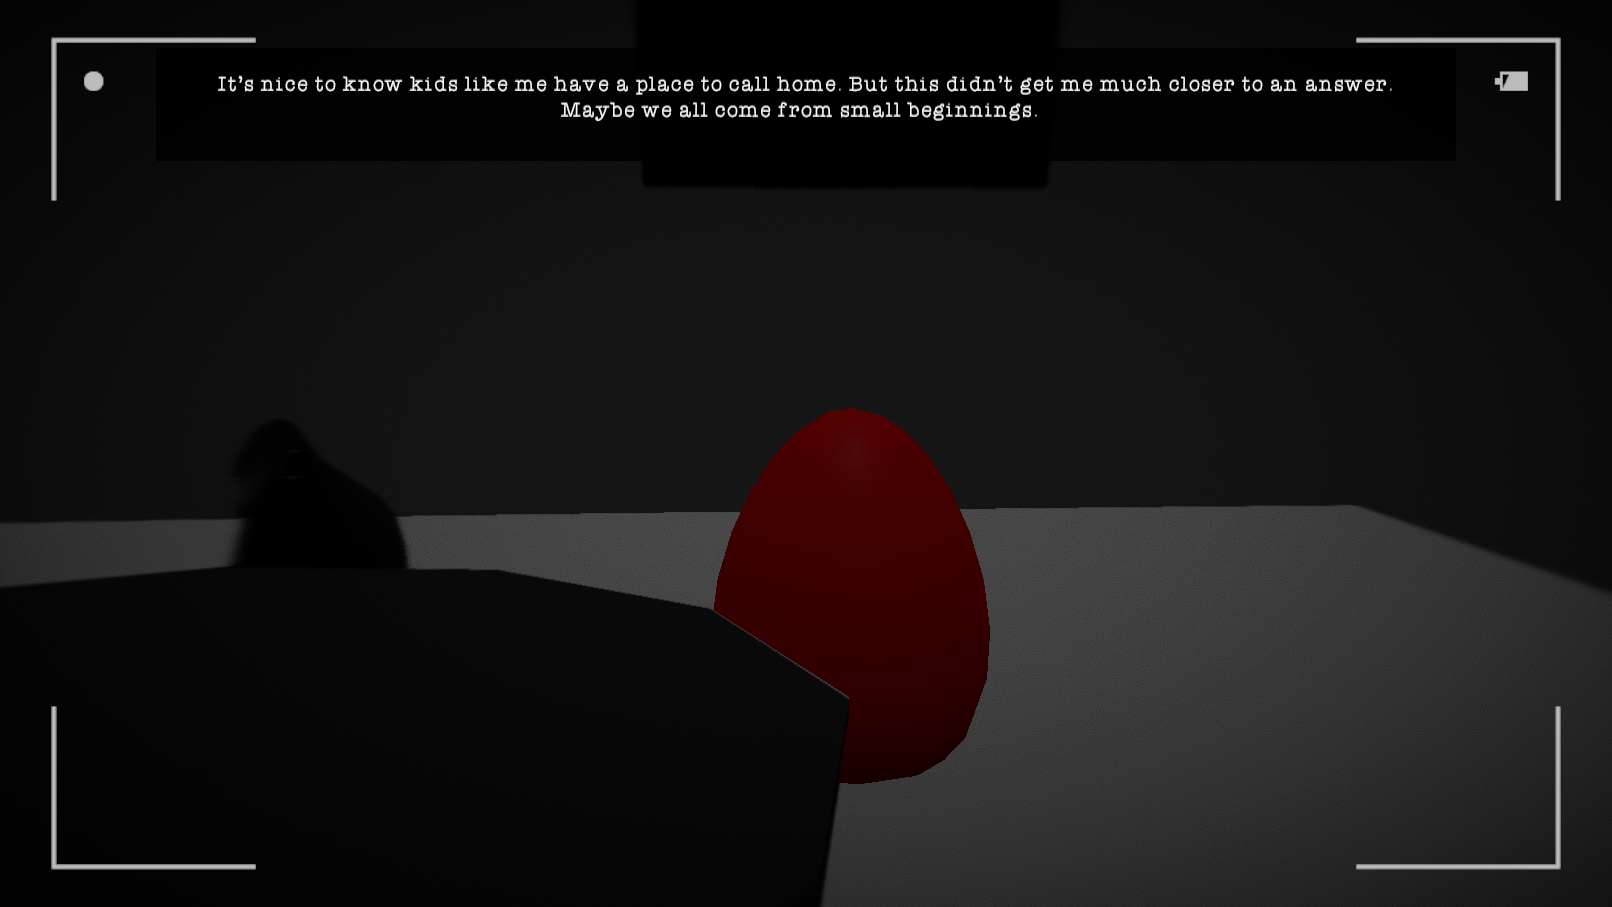 It's nice to know kids like me have a place to call home. But this didn't get me much closer to an answer.
Maybe we all come from small beginnings.